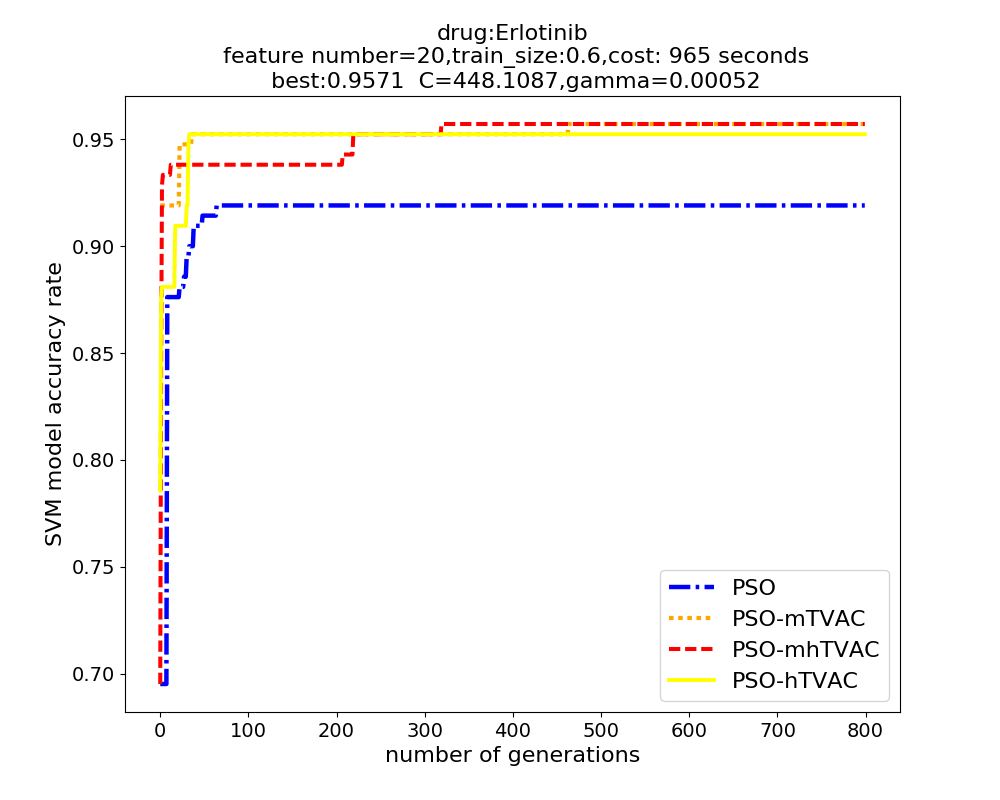 drug:Erlotinib
feature number=20,train_size:0.6,cost: 965 seconds
best:0.9571  C=448.1087,gamma=0.00052
SVM model accuracy rate
0.95
0.90
0.85
0.80
0.75
0.70
PSO
PSO-mTVAC
PSO-mhTVAC
PSO-hTVAC
0 100 200 300 400 500 600 700 800
number of generations